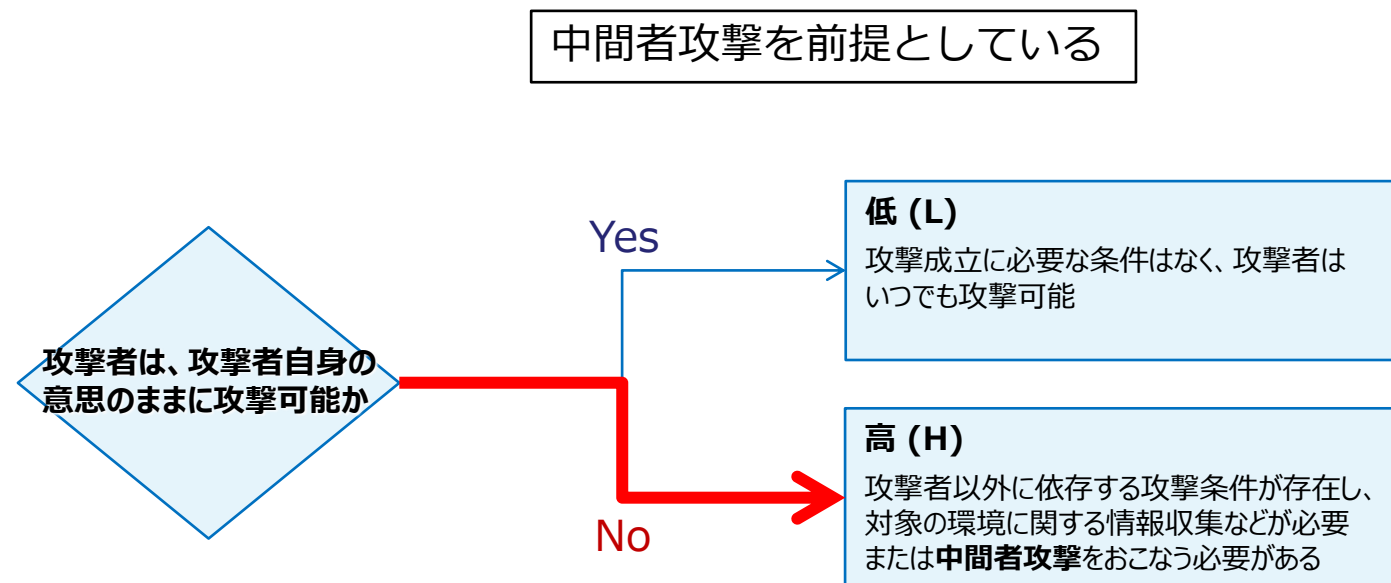 中間者攻撃を前提としている
Yes
低 (L)
攻撃成立に必要な条件はなく、攻撃者は
いつでも攻撃可能
攻撃者は、攻撃者自身の
意思のままに攻撃可能か
高 (H)
攻撃者以外に依存する攻撃条件が存在し、
対象の環境に関する情報収集などが必要
または中間者攻撃をおこなう必要がある
No